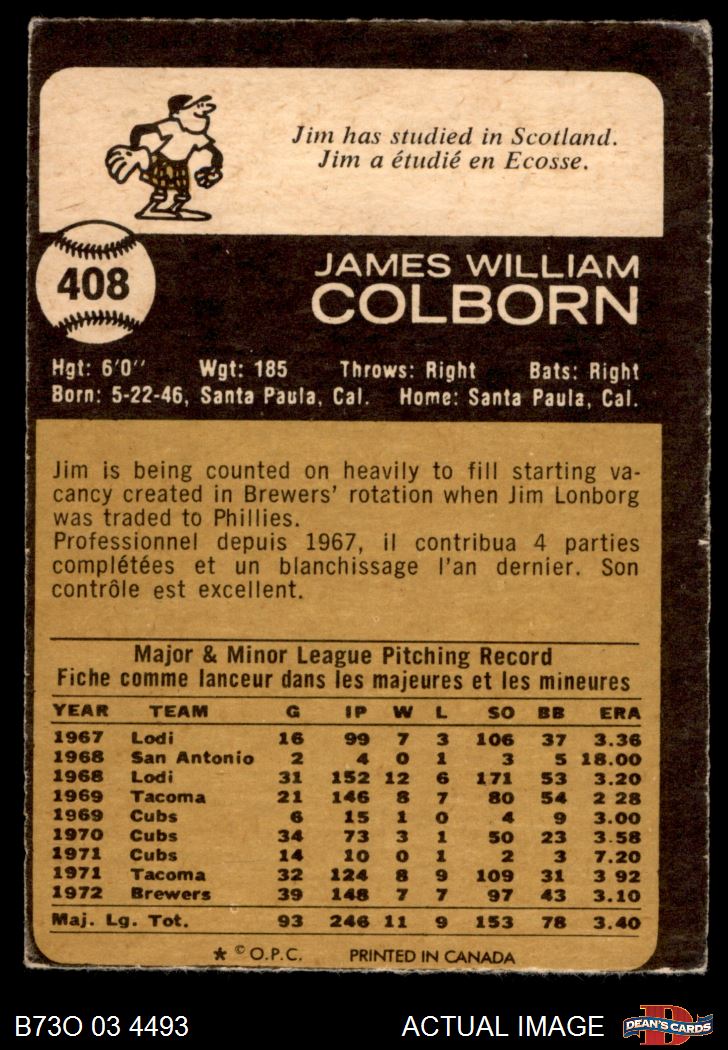 Jim has studied in Scotland.
Jim a étudié en Ecosse.
408
JAMES WILLIAM
COLBORN
Hgt: 6'0'' Wgt: 185 Throws: Right Bats: Right
Born: 5-22-46, Santa Paula, Cal. Home: Santa Paula, Cal.
Jim is being counted on heavily to fill starting va-
cancy created in Brewers' rotation when Jim Lonborg
was traded to Phillies.
Professionnel depuis 1967, il contribua 4 parties
complétées et un blanchissage l'an dernier. Son
contrôle est excellent.
Major & Minor League Pitching Record
Fiche comme lanceur dans les majeures et les mineures
YEAR TEAM G IP W L SO BB ERA
1967 Lodi 16 99 7 3 106 37 3.36
1968 San Antonio 2 4 0 1 3 5 18.00
1968 Lodi 31 152 12 6 171 53 3.20
1969 Tacoma 21 146 8 7 80 54 2 28
1969 Cubs 6 15 1 0 4 9 3.00
1970 Cubs 34 73 3 1 50 23 3.58
1971 Cubs 14 10 0 1 2 3 7.20
1971 Tacoma 32 124 8 9 109 31 3 92
1972 Brewers 39 148 7 7 97 43 3.10
Maj. Lg. Tot. 93 246 11 9 153 78 3.40
* © O.P.C. PRINTED IN CANADA
B73O 03 4493 ACTUAL IMAGE D DEAN'S CARDS